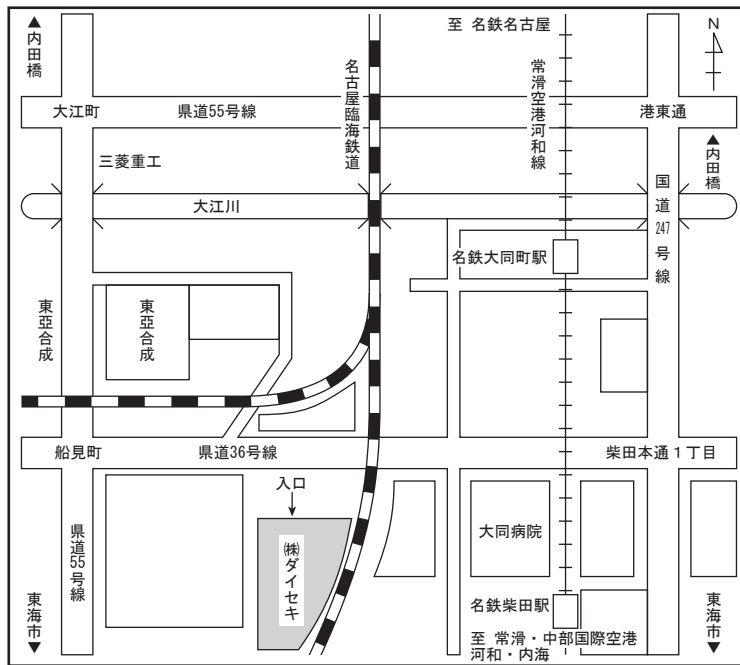 ▲内田橋
至 名鉄名古屋
N
名古屋臨海鉄道
常滑空港河和線
大江町
県道55号線
港東通
▲内田橋
三菱重工
国道247号線
大江川
名鉄大同町駅
東亞合成
東亞合成
船見町
県道36号線
柴田本通1丁目
入口
㈱ダイセキ
大同病院
県道55号線
東海市▼
名鉄柴田駅
東海市▼
至 常滑・中部国際空港
河和・内海